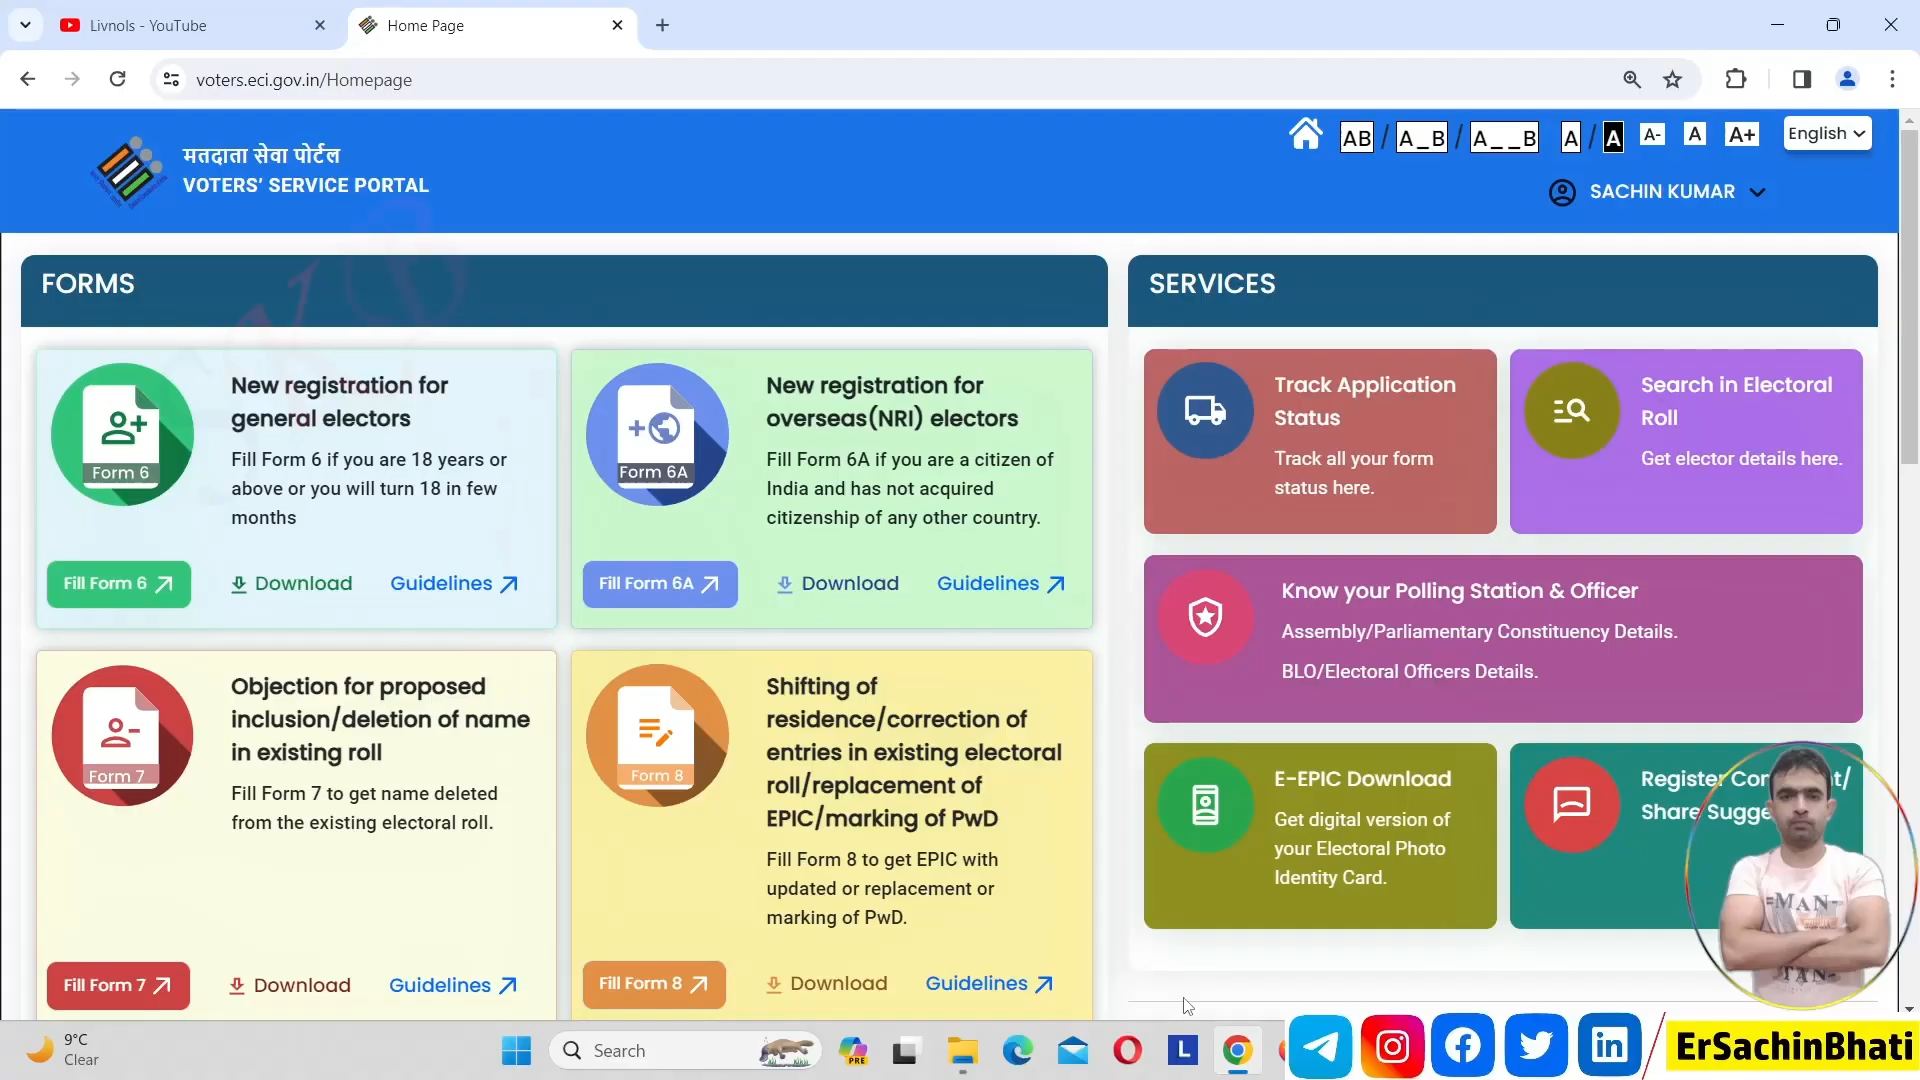 Livnols - YouTube
Home Page
voters.eci.gov.in/Homepage
मतदाता सेवा पोर्टल
VOTERS’ SERVICE PORTAL
AB / A_B / A__B A / A A- A A+ English
SACHIN KUMAR
FORMS
New registration for
general electors
Fill Form 6 if you are 18 years or
above or you will turn 18 in few
months
Form 6
Fill Form 6 Download Guidelines
New registration for
overseas(NRI) electors
Fill Form 6A if you are a citizen of
India and has not acquired
citizenship of any other country.
Form 6A
Fill Form 6A Download Guidelines
Objection for proposed
inclusion/deletion of name
in existing roll
Fill Form 7 to get name deleted
from the existing electoral roll.
Form 7
Fill Form 7 Download Guidelines
Shifting of
residence/correction of
entries in existing electoral
roll/replacement of
EPIC/marking of PwD
Fill Form 8 to get EPIC with
updated or replacement or
marking of PwD.
Form 8
Fill Form 8 Download Guidelines
SERVICES
Track Application
Status
Track all your form
status here.
Search in Electoral
Roll
Get elector details here.
Know your Polling Station & Officer
Assembly/Parliamentary Constituency Details.
BLO/Electoral Officers Details.
E-EPIC Download
Get digital version of
your Electoral Photo
Identity Card.
Register
Share
MAN
TAN
9°C
Clear
Search
PRE
L
in
ErSachinBhati